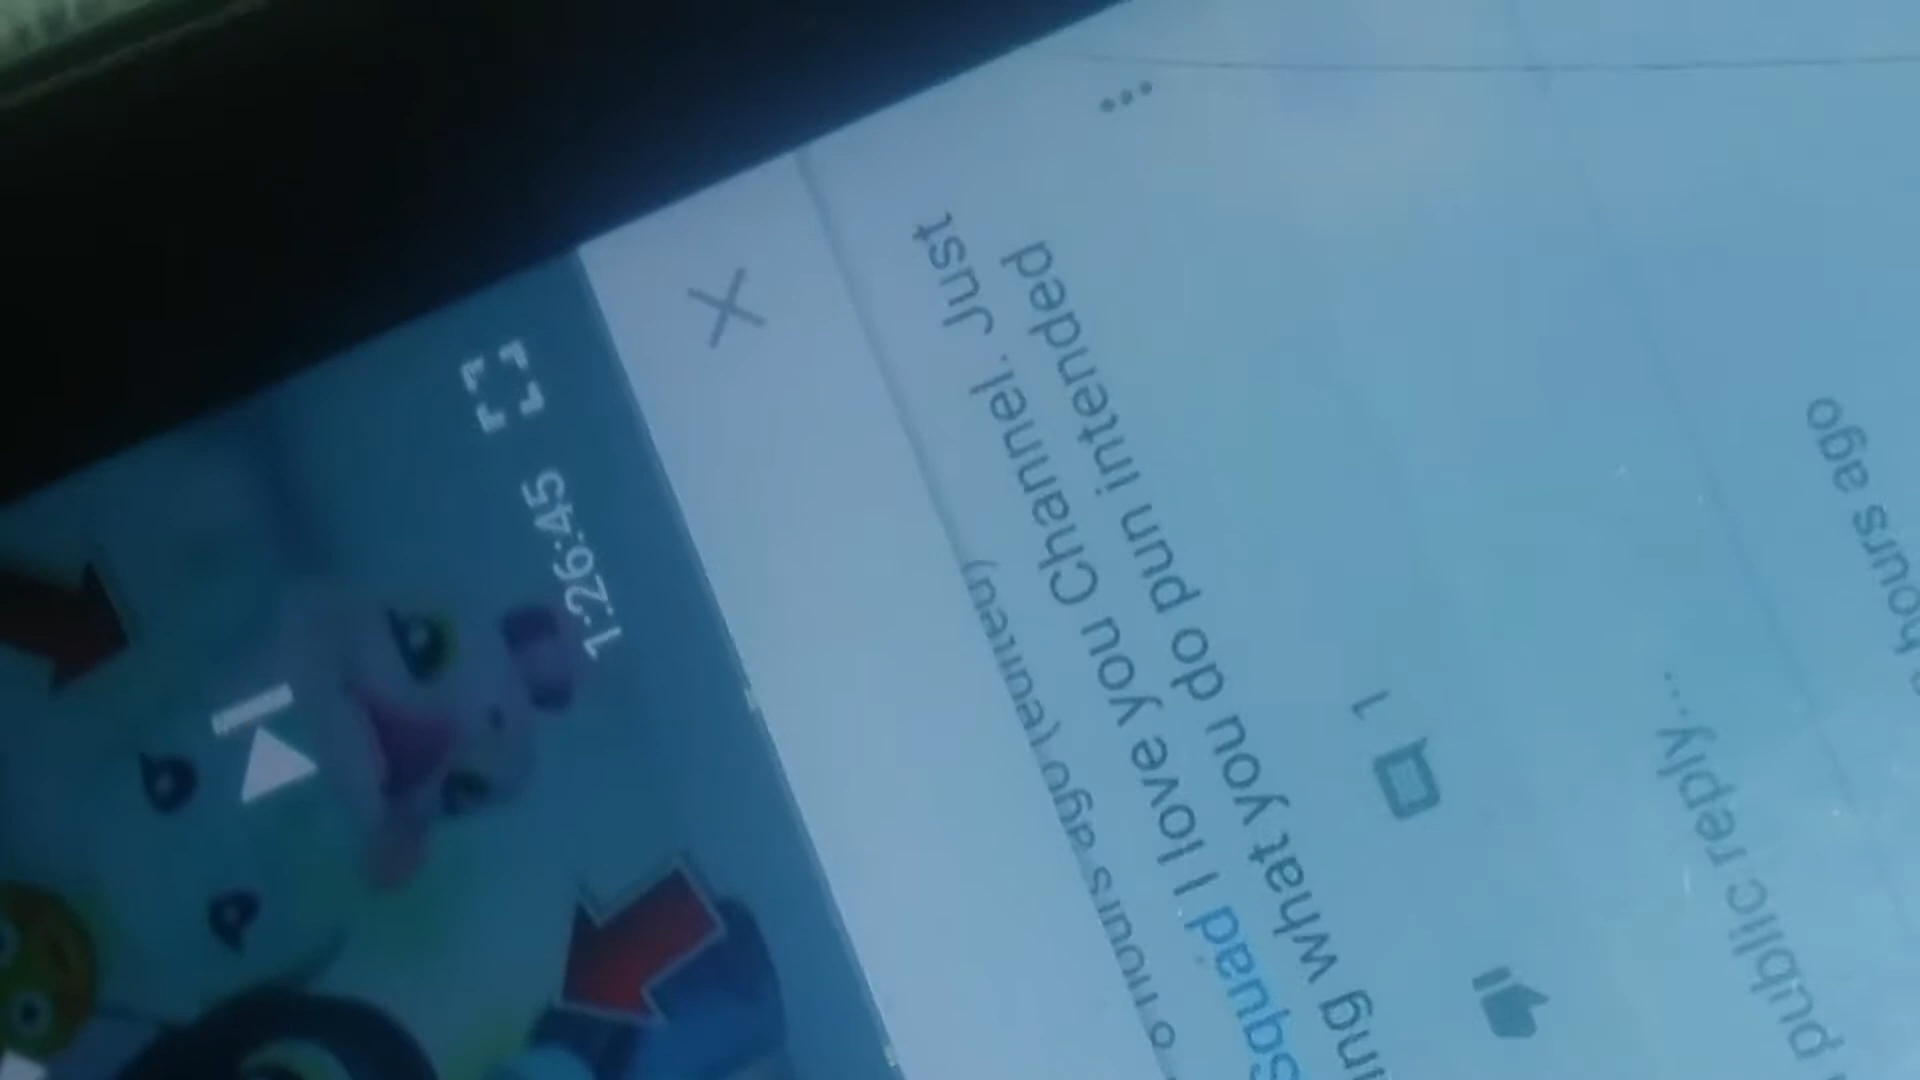 1:26:45
hours ago (edited)
Squad I love you Channel. Just
what you do pun intended
1
public reply...
hours ago